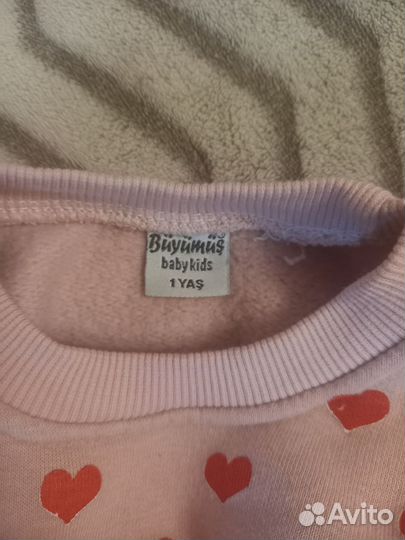 Büyümüş
baby kids
1 YAŞ
Avito